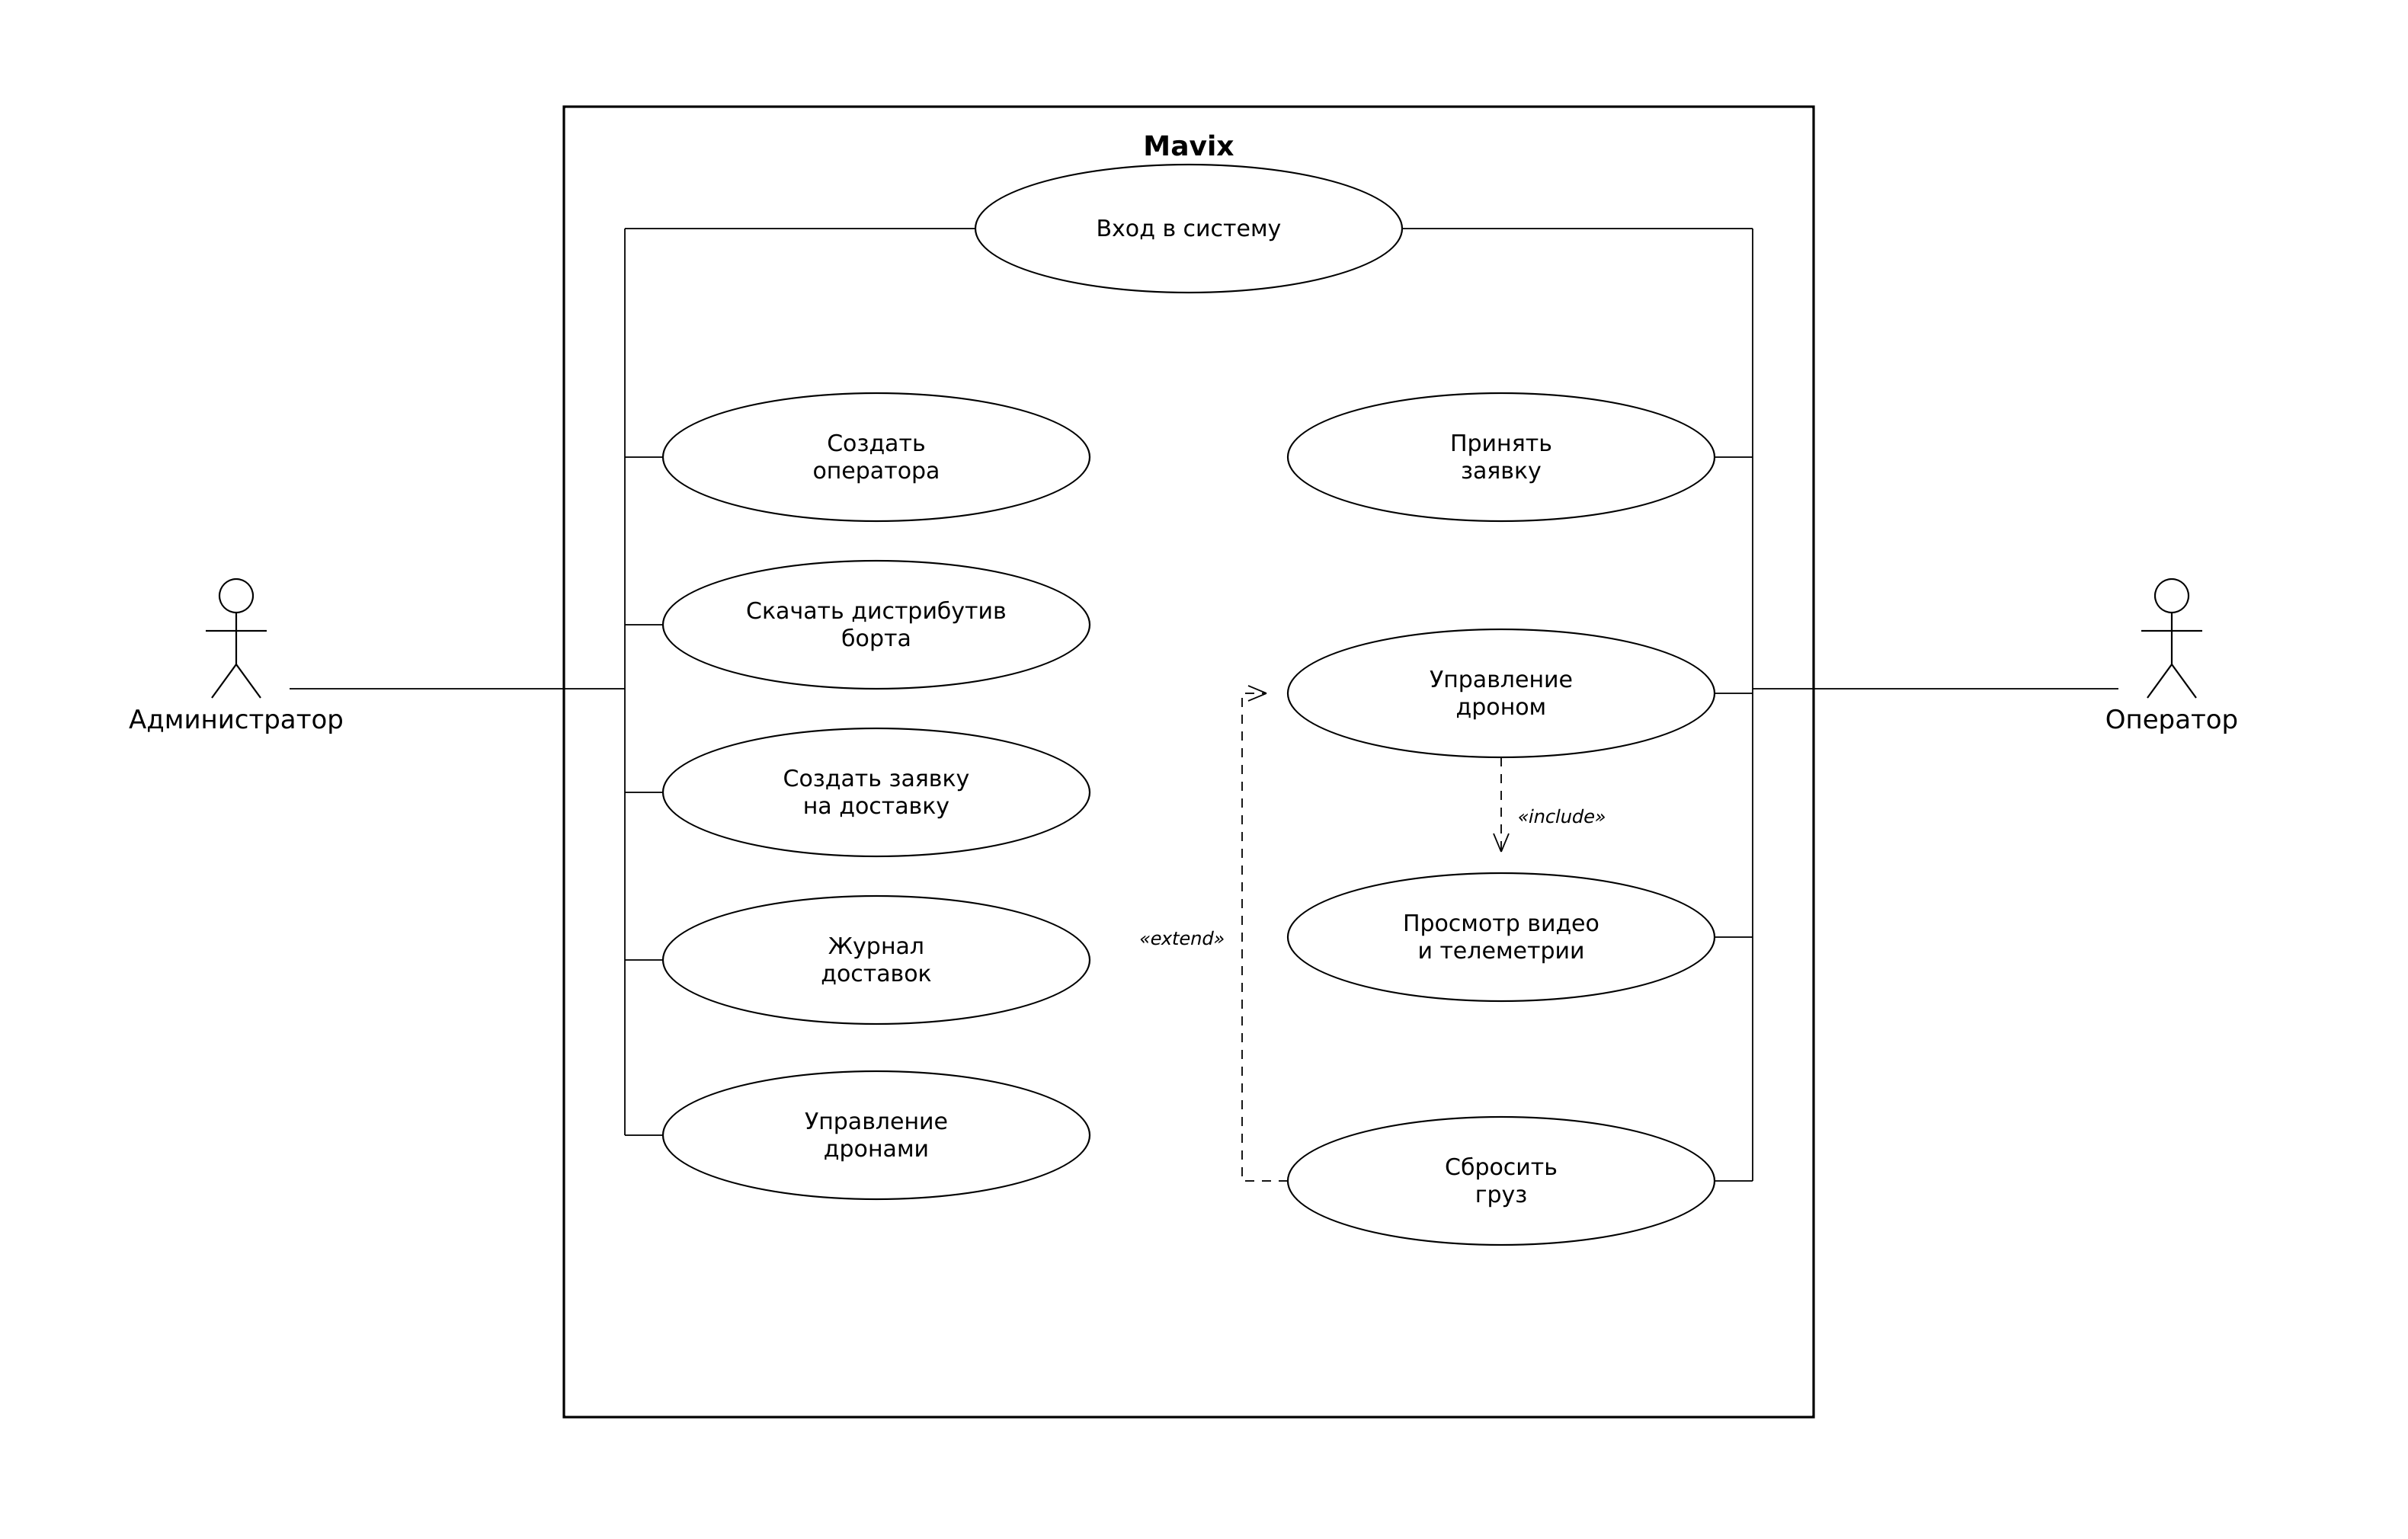 Mavix
Вход в систему
Создать
оператора
Принять
заявку
Скачать дистрибутив
борта
Управление
дроном
Администратор
Оператор
Создать заявку
на доставку
«include»
Журнал
доставок
«extend»
Просмотр видео
и телеметрии
Управление
дронами
Сбросить
груз